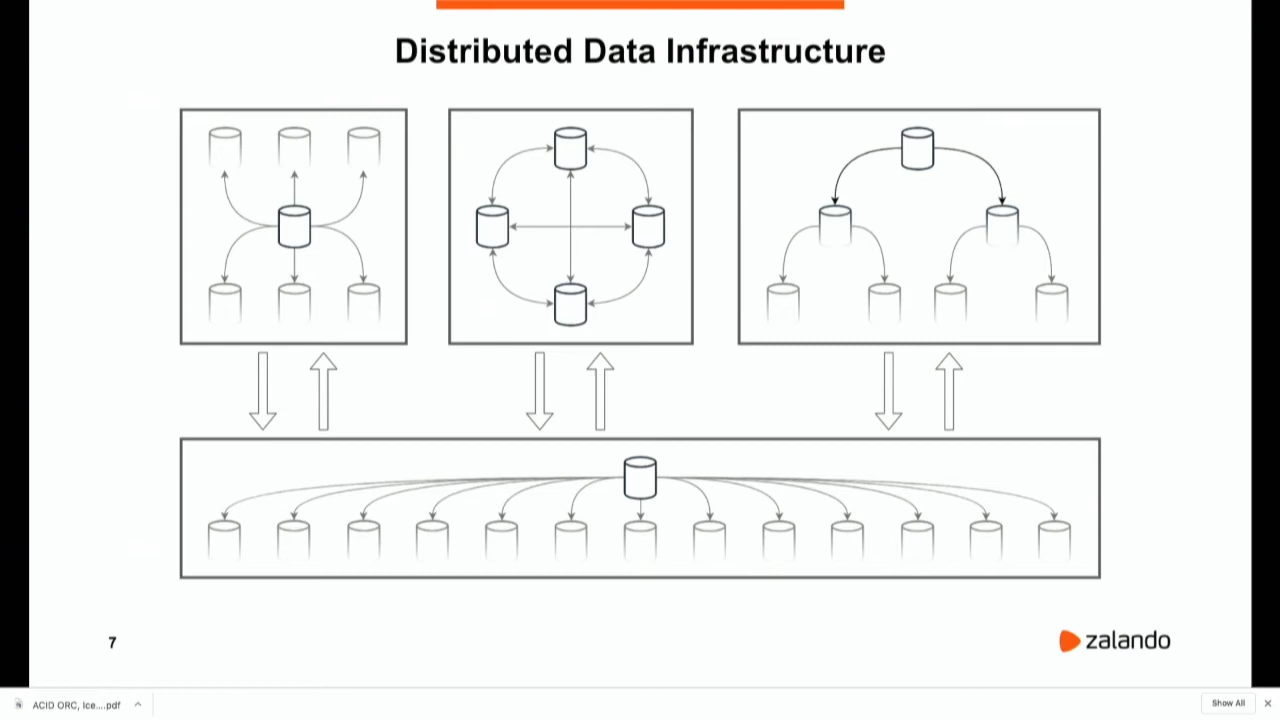 Distributed Data Infrastructure
7
zalando
ACID ORC, Ice....pdf
Show All